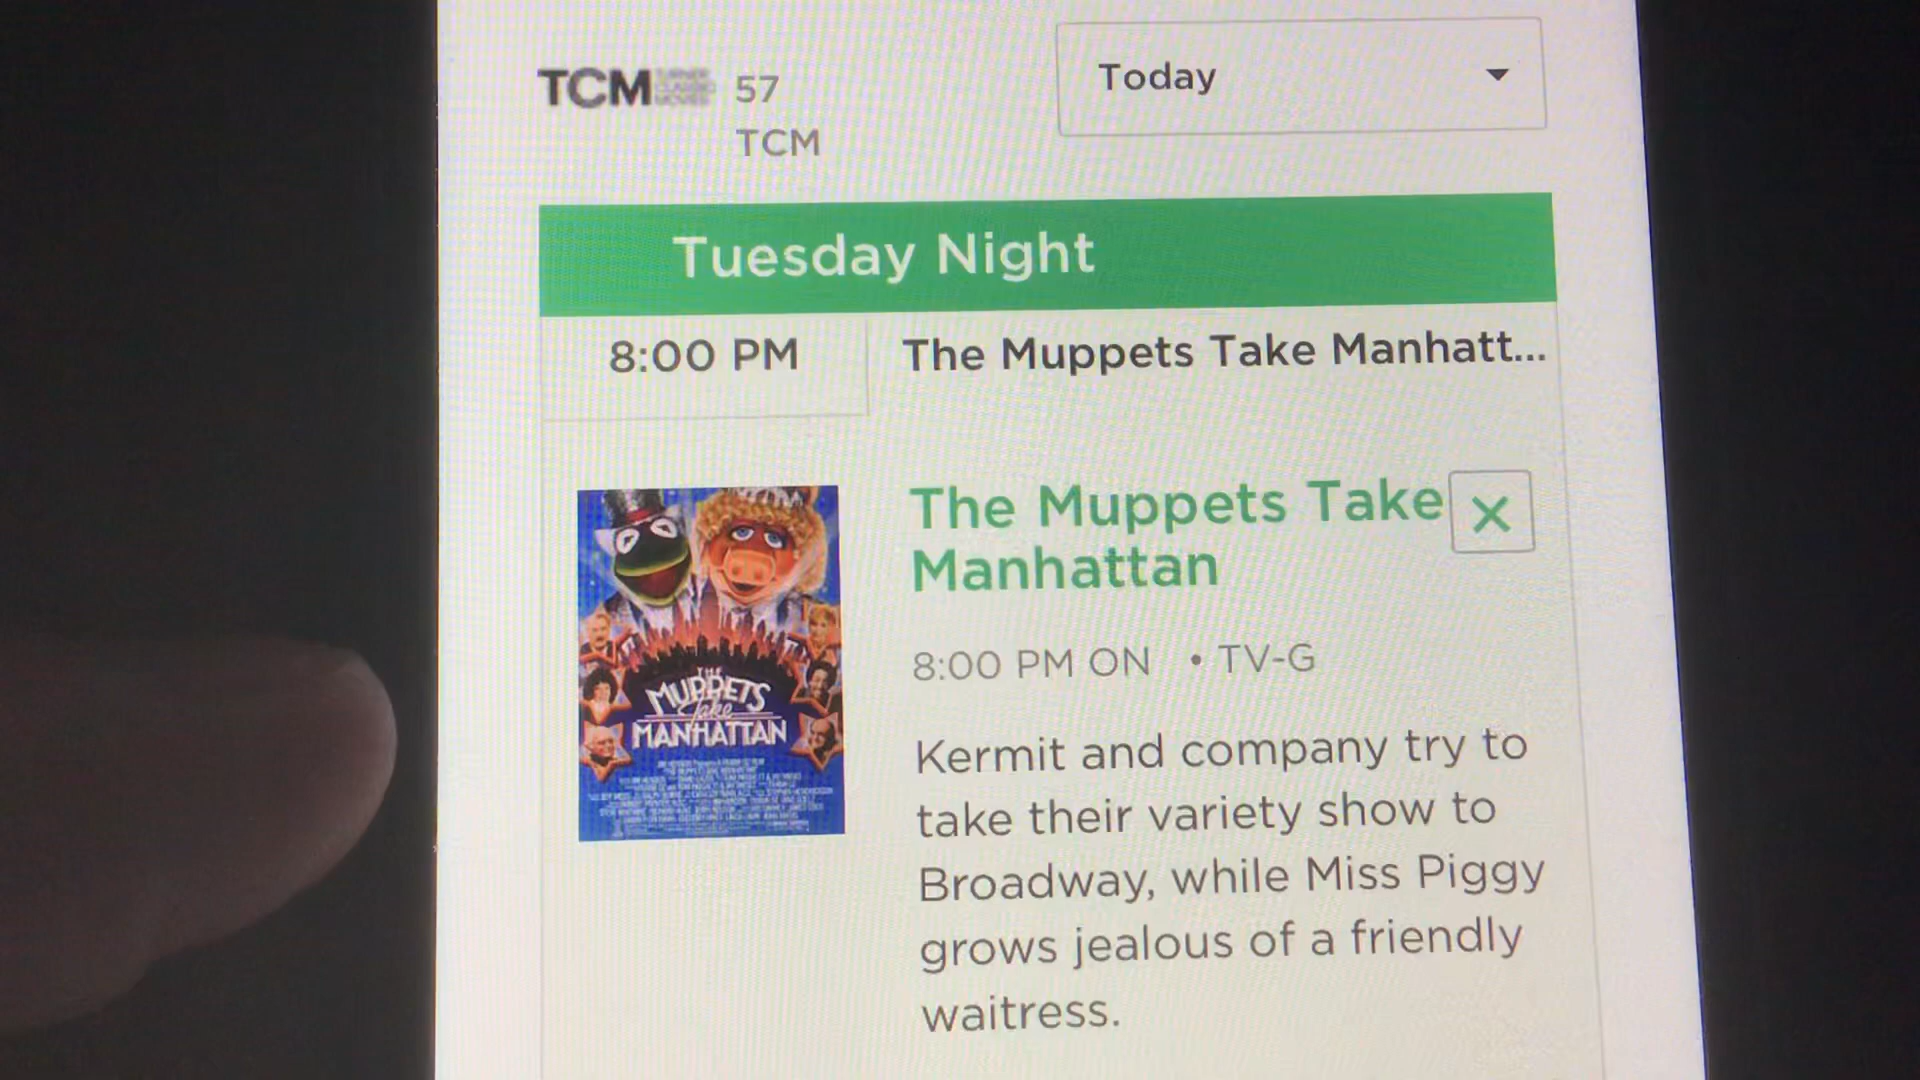 TCM
57
TCM
Today
Tuesday Night
8:00 PM
The Muppets Take Manhatt...
The Muppets Take
Manhattan
8:00 PM ON • TV-G
Kermit and company try to
take their variety show to
Broadway, while Miss Piggy
grows jealous of a friendly
waitress.
THE
MUPPETS
Take
MANHATTAN